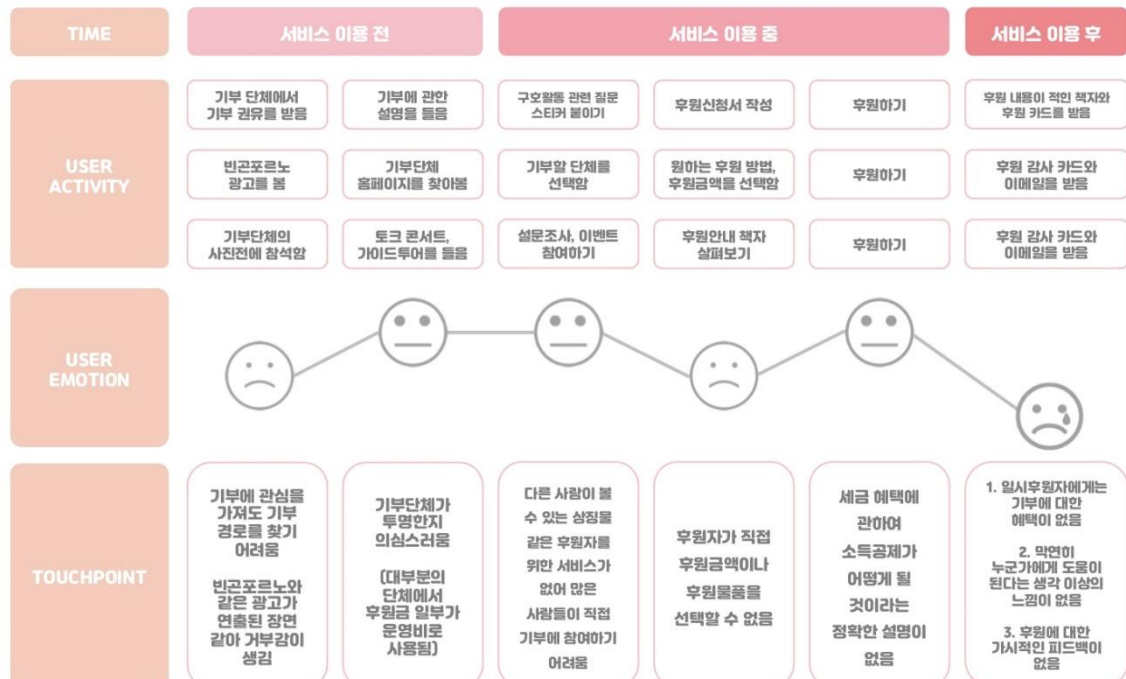 TIME
서비스 이용 전
서비스 이용 중
서비스 이용 후
USER
ACTIVITY
기부 단체에서
기부 권유를 받음
기부에 관한
설명을 들음
구호활동 관련 질문
스티커 붙이기
후원신청서 작성
후원하기
후원 내용이 적힌 책자와
후원 카드를 받음
빈곤포르노
광고를 봄
기부단체
홈페이지를 찾아봄
기부할 단체를
선택함
원하는 후원 방법,
후원금액을 선택함
후원하기
후원 감사 카드와
이메일을 받음
기부단체의
사진전에 참석함
토크 콘서트,
가이드투어를 들음
설문조사, 이벤트
참여하기
후원안내 책자
살펴보기
후원하기
후원 감사 카드와
이메일을 받음
USER
EMOTION
TOUCHPOINT
기부에 관심을
가져도 기부
경로를 찾기
어려움
빈곤포르노와
같은 광고가
연출된 장면
같아 거부감이
생김
기부단체가
투명한지
의심스러움
(대부분의
단체에서
후원금 일부가
운영비로
사용됨)
다른 사람이 볼
수 있는 상징물
같은 후원자를
위한 서비스가
없어 많은
사람들이 직접
기부에 참여하기
어려움
후원자가 직접
후원금액이나
후원물품을
선택할 수 없음
세금 혜택에
관하여
소득공제가
어떻게 될
것이라는
정확한 설명이
없음
1. 일시후원자에게는
기부에 대한
혜택이 없음
2. 막연히
누군가에게 도움이
된다는 생각 이상의
느낌이 없음
3. 후원에 대한
가시적인 피드백이
없음